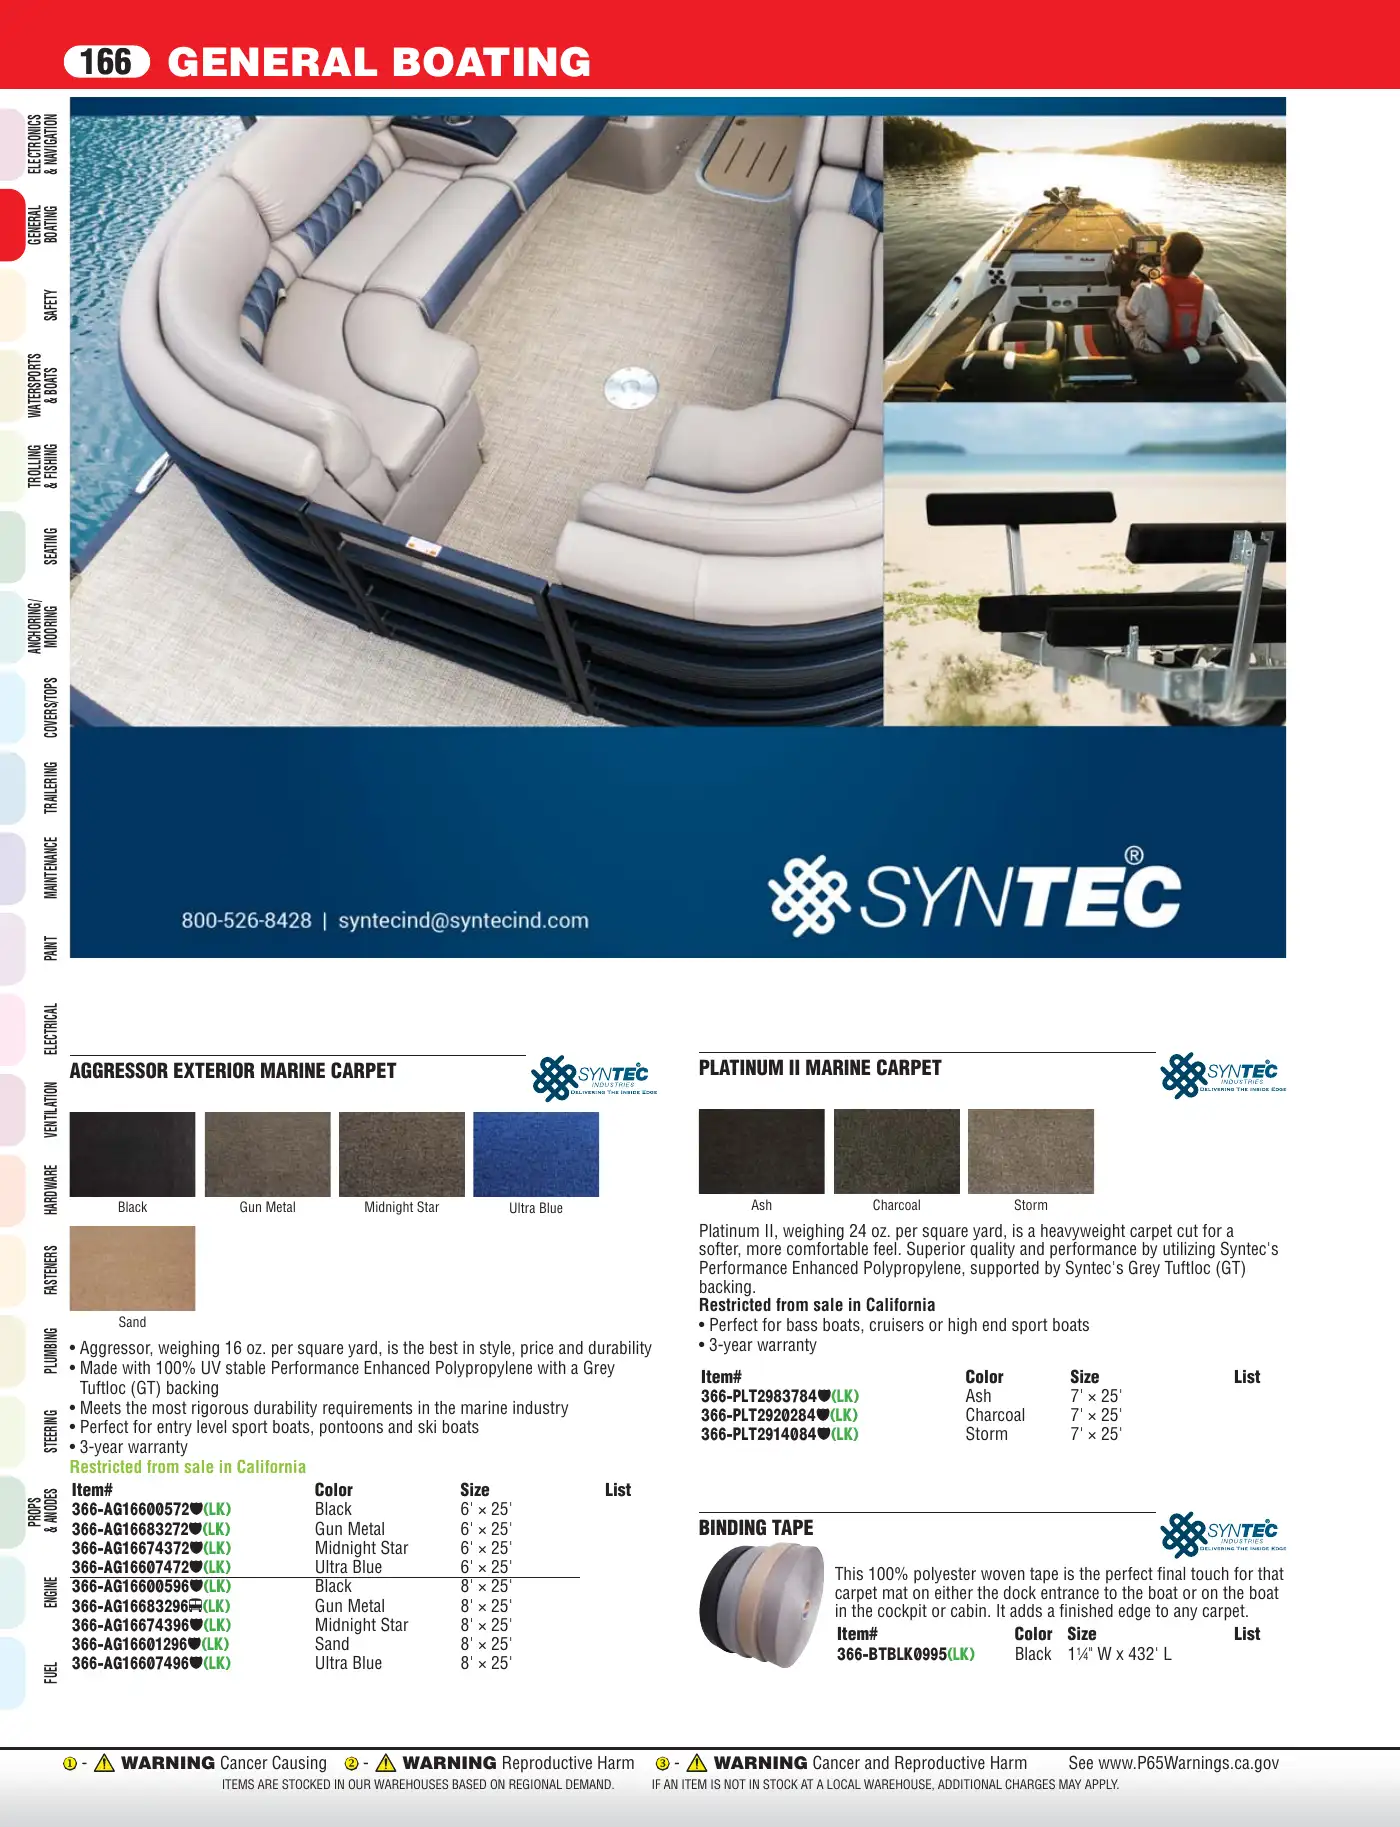 166 GENERAL BOATING
ELECTRONICS
& NAVIGATION
GENERAL
BOATING
SAFETY
WATERSPORTS
& BOATS
TROLLING
& FISHING
SEATING
ANCHORING/
MOORING
COVERS/TOPS
TRAILERING
MAINTENANCE
PAINT
ELECTRICAL
VENTILATION
HARDWARE
FASTENERS
PLUMBING
STEERING
PROPS
& ANODES
ENGINE
FUEL
800-526-8428 | syntecind@syntecind.com
SYNTEC®
AGGRESSOR EXTERIOR MARINE CARPET
SYNTEC®
INDUSTRIES
DELIVERING THE INSIDE EDGE
Black Gun Metal Midnight Star Ultra Blue
Sand
• Aggressor, weighing 16 oz. per square yard, is the best in style, price and durability
• Made with 100% UV stable Performance Enhanced Polypropylene with a Grey
Tuftloc (GT) backing
• Meets the most rigorous durability requirements in the marine industry
• Perfect for entry level sport boats, pontoons and ski boats
• 3-year warranty
Restricted from sale in California
Item# Color Size List
366-AG16600572(LK) Black 6' × 25'
366-AG16683272(LK) Gun Metal 6' × 25'
366-AG16674372(LK) Midnight Star 6' × 25'
366-AG16607472(LK) Ultra Blue 6' × 25'
366-AG16600596(LK) Black 8' × 25'
366-AG16683296(LK) Gun Metal 8' × 25'
366-AG16674396(LK) Midnight Star 8' × 25'
366-AG16601296(LK) Sand 8' × 25'
366-AG16607496(LK) Ultra Blue 8' × 25'
PLATINUM II MARINE CARPET
SYNTEC®
INDUSTRIES
DELIVERING THE INSIDE EDGE
Ash Charcoal Storm
Platinum II, weighing 24 oz. per square yard, is a heavyweight carpet cut for a
softer, more comfortable feel. Superior quality and performance by utilizing Syntec's
Performance Enhanced Polypropylene, supported by Syntec's Grey Tuftloc (GT)
backing.
Restricted from sale in California
• Perfect for bass boats, cruisers or high end sport boats
• 3-year warranty
Item# Color Size List
366-PLT2983784(LK) Ash 7' × 25'
366-PLT2920284(LK) Charcoal 7' × 25'
366-PLT2914084(LK) Storm 7' × 25'
BINDING TAPE
SYNTEC®
INDUSTRIES
DELIVERING THE INSIDE EDGE
This 100% polyester woven tape is the perfect final touch for that
carpet mat on either the dock entrance to the boat or on the boat
in the cockpit or cabin. It adds a finished edge to any carpet.
Item# Color Size List
366-BTBLK0995(LK) Black 1¼" W x 432' L
1 - WARNING Cancer Causing 2 - WARNING Reproductive Harm 3 - WARNING Cancer and Reproductive Harm See www.P65Warnings.ca.gov
ITEMS ARE STOCKED IN OUR WAREHOUSES BASED ON REGIONAL DEMAND. IF AN ITEM IS NOT IN STOCK AT A LOCAL WAREHOUSE, ADDITIONAL CHARGES MAY APPLY.